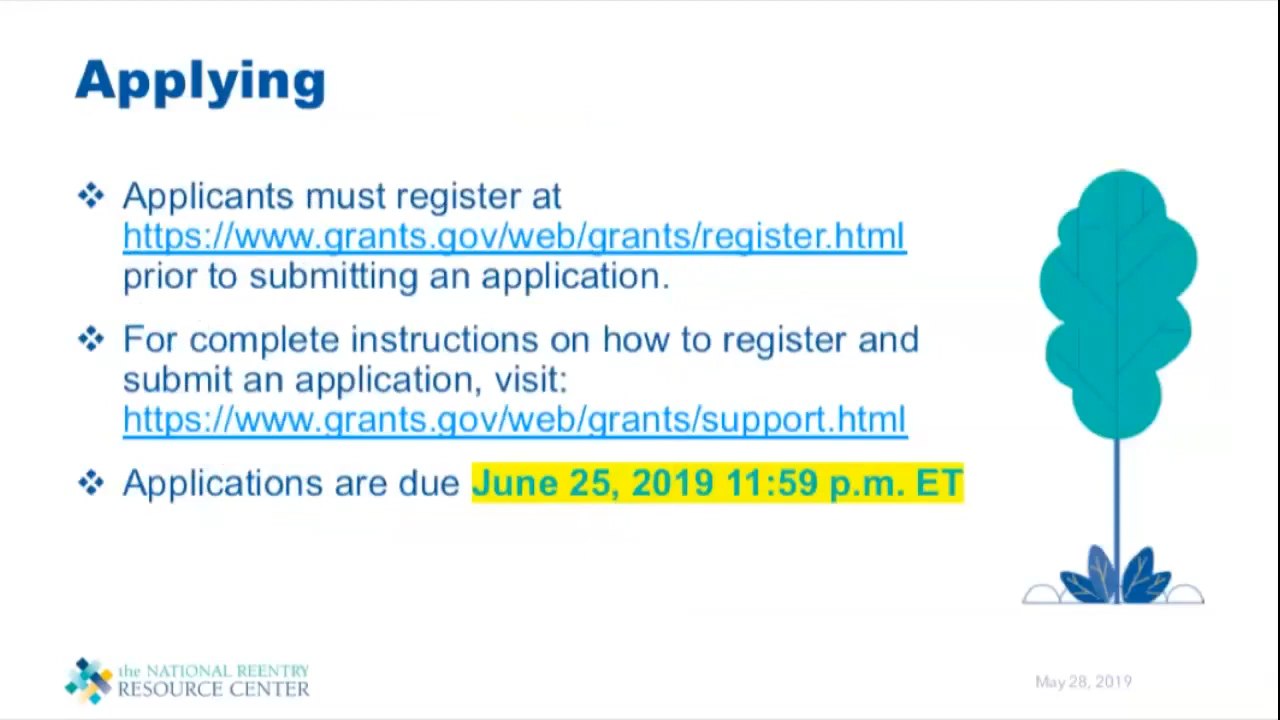 Applying
Applicants must register at
https://www.grants.gov/web/grants/register.html
prior to submitting an application.
For complete instructions on how to register and
submit an application, visit:
https://www.grants.gov/web/grants/support.html
Applications are due June 25, 2019 11:59 p.m. ET
the NATIONAL REENTRY
RESOURCE CENTER
May 28, 2019